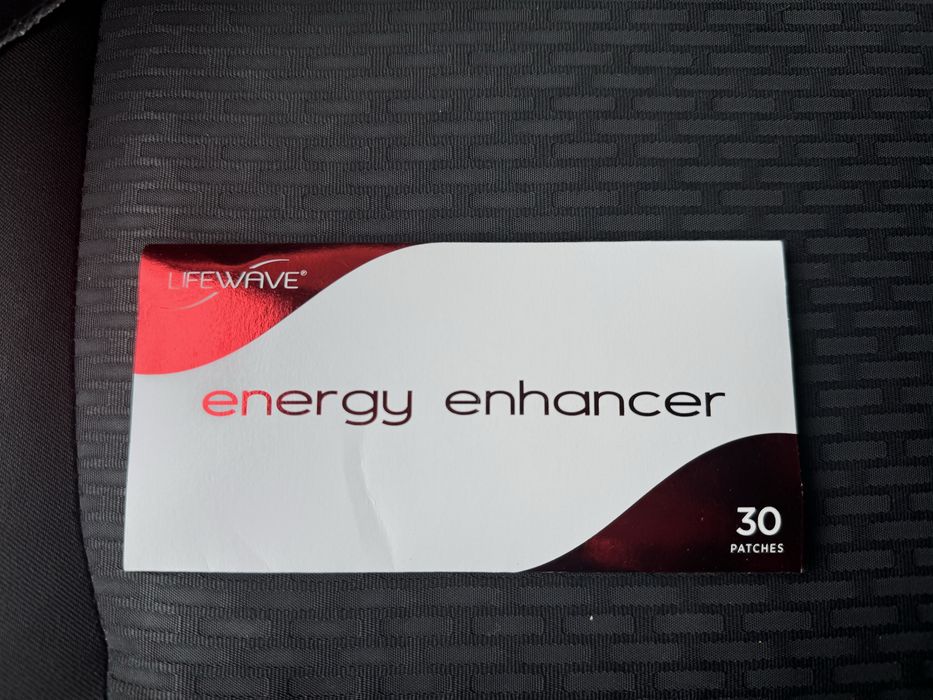 LIFEWAVE®
energy enhancer
30
PATCHES